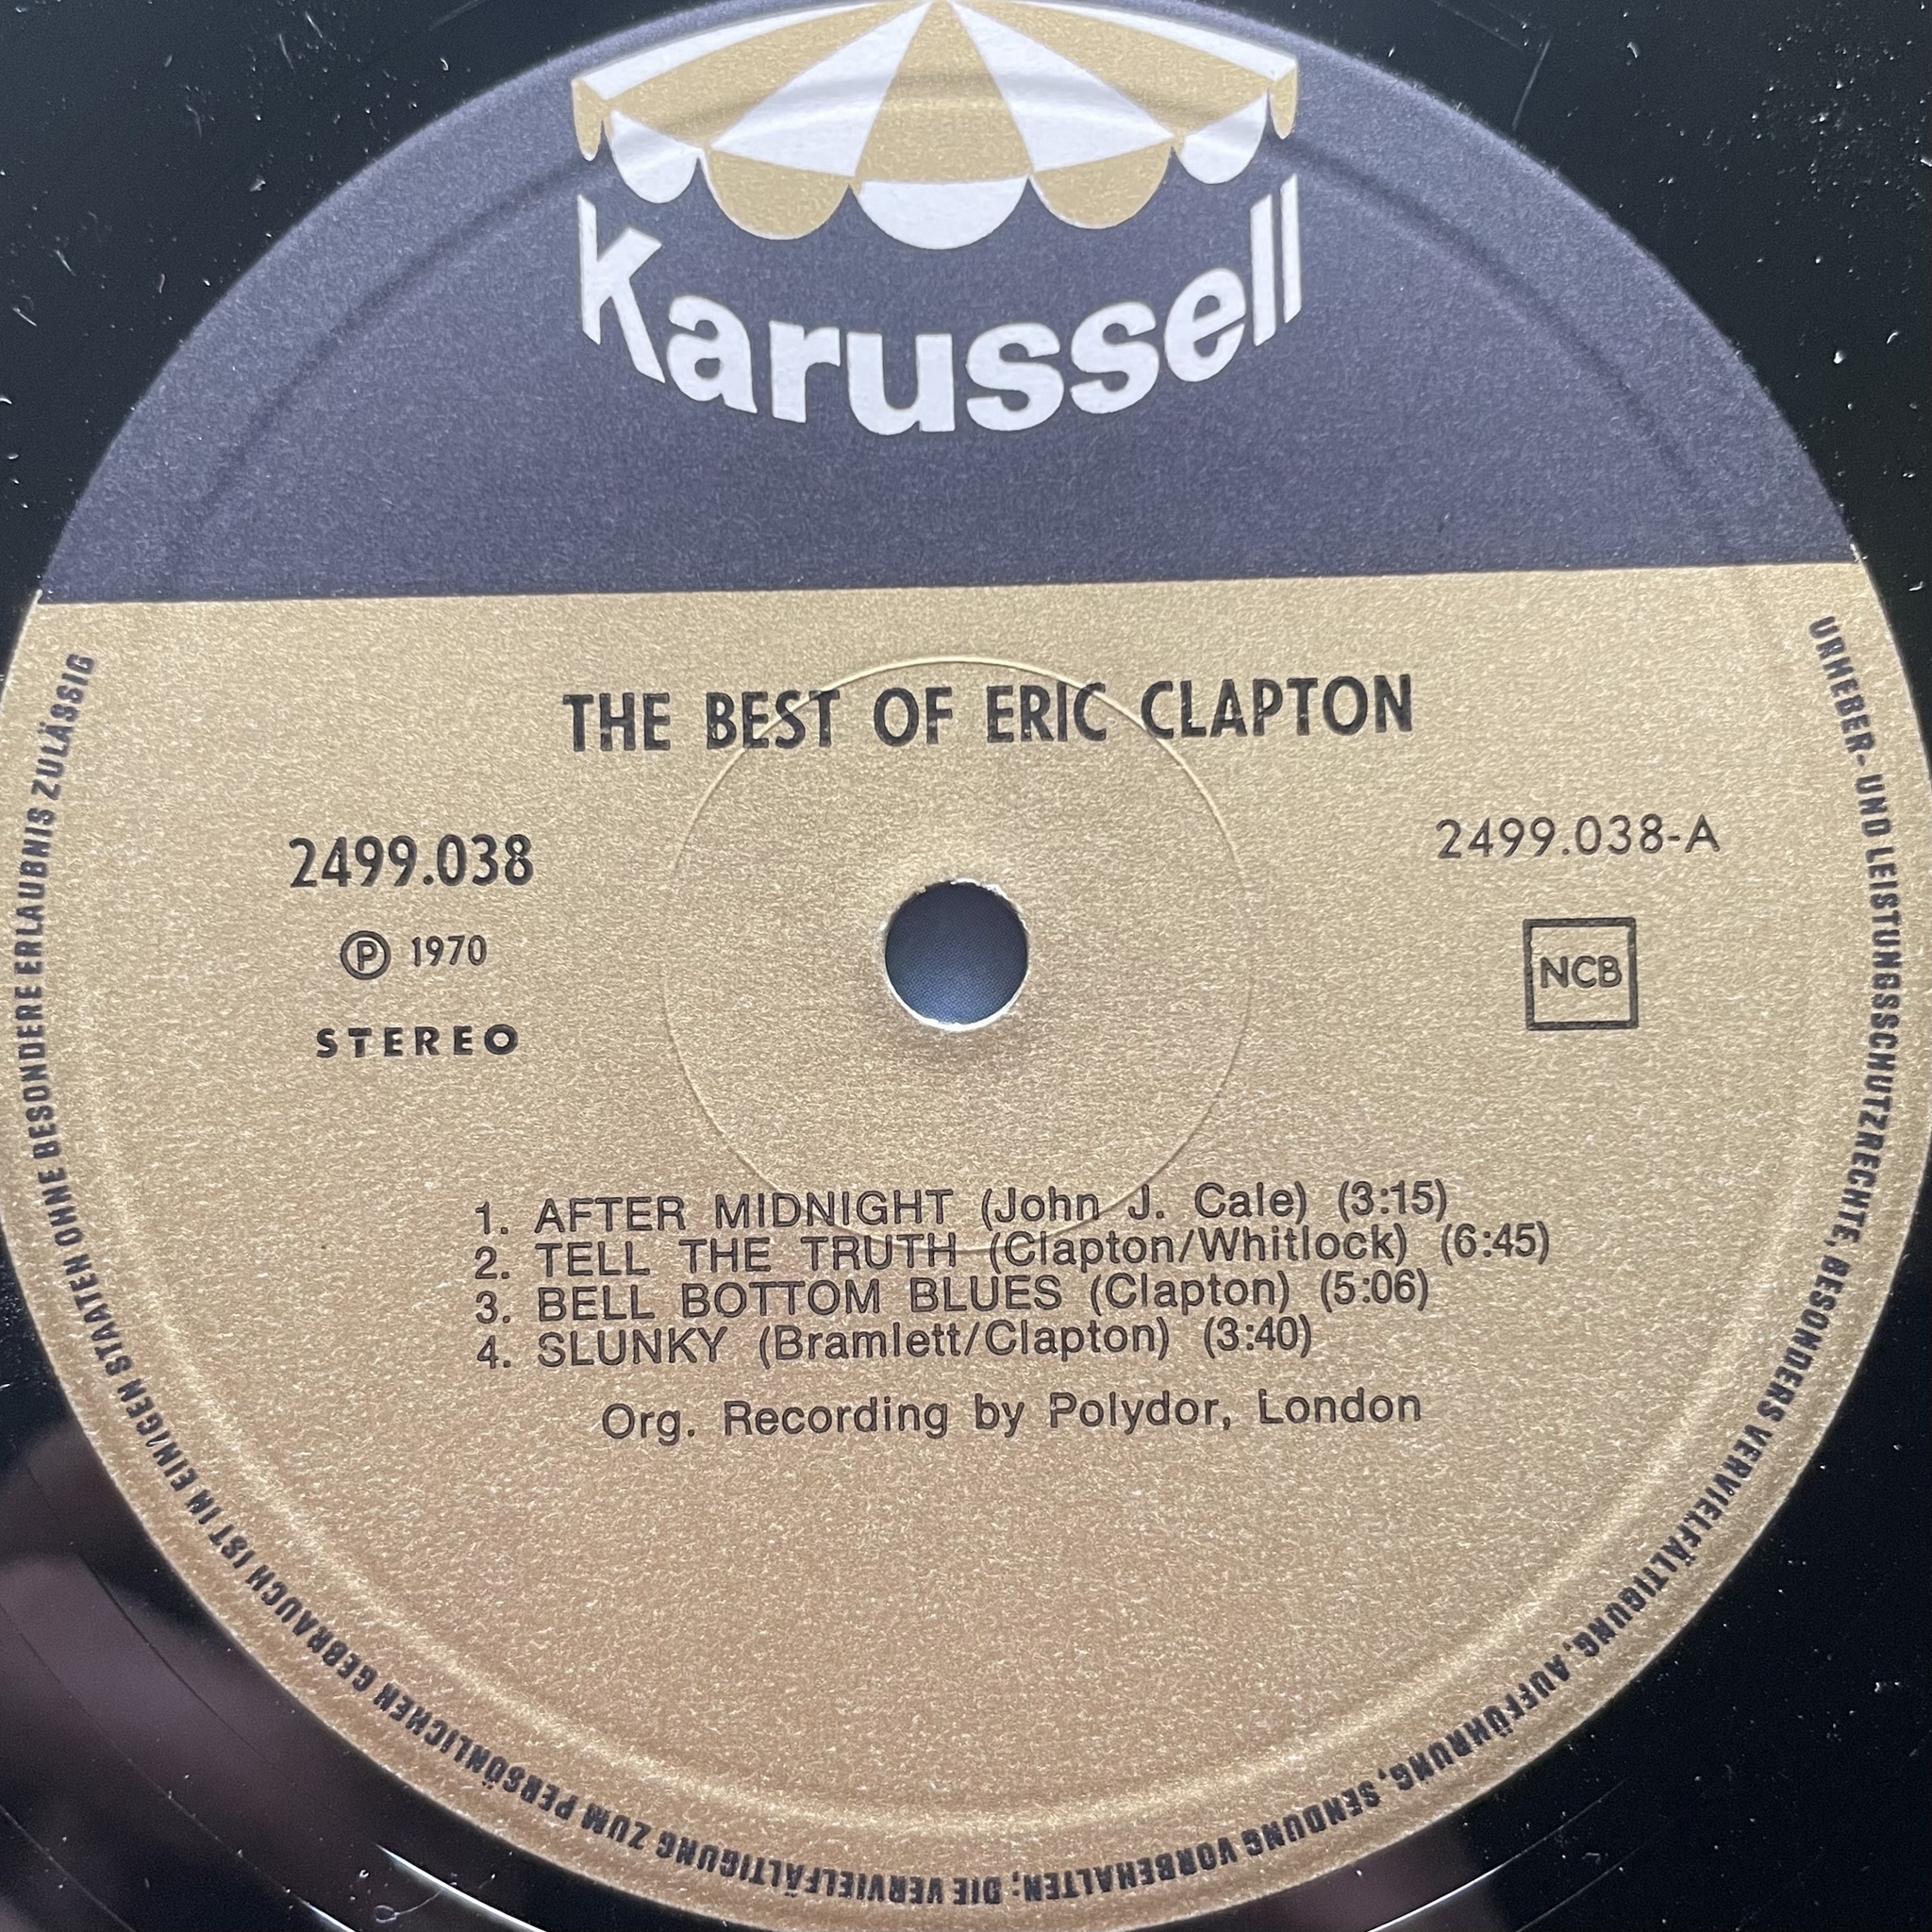 Karussell
THE BEST OF ERIC CLAPTON
2499.038
Ⓟ 1970
STEREO
2499.038-A
NCB
1. AFTER MIDNIGHT (John J. Cale) (3:15)
2. TELL THE TRUTH (Clapton/Whitlock) (6:45)
3. BELL BOTTOM BLUES (Clapton) (5:06)
4. SLUNKY (Bramlett/Clapton) (3:40)
Org. Recording by Polydor, London
URHEBER- UND LEISTUNGSSCHUTZRECHTE, BESONDERS VERVIELFÄLTIGUNG, AUFFÜHRUNG, SENDUNG VORBEHALTEN; DIE VERVIELFÄLTIGUNG ZUM PERSÖNLICHEN GEBRAUCH IST IN EINIGEN STAATEN OHNE BESONDERE ERLAUBNIS ZULÄSSIG